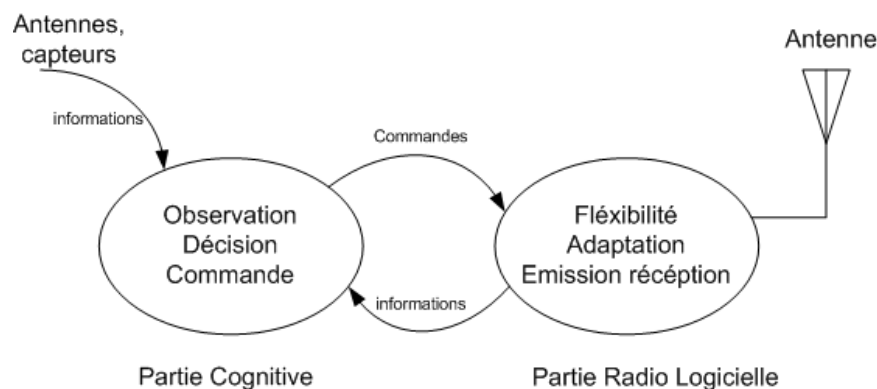 Antennes,
capteurs
Antenne
informations
Commandes
Observation
Décision
Commande
Fléxibilité
Adaptation
Emission récéption
informations
Partie Cognitive
Partie Radio Logicielle